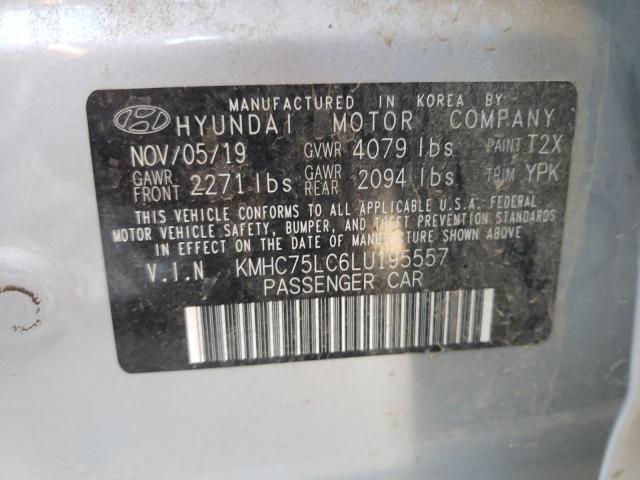 MANUFACTURED IN KOREA BY
HYUNDAI MOTOR COMPANY
NOV/05/19 GVWR 4079 lbs PAINT T2X
GAWR FRONT 2271 lbs GAWR REAR 2094 lbs TRIM YPK
THIS VEHICLE CONFORMS TO ALL APPLICABLE U.S.A. FEDERAL
MOTOR VEHICLE SAFETY, BUMPER, AND THEFT PREVENTION STANDARDS
IN EFFECT ON THE DATE OF MANUFACTURE SHOWN ABOVE.
V.I.N KMHC75LC6LU195557
PASSENGER CAR